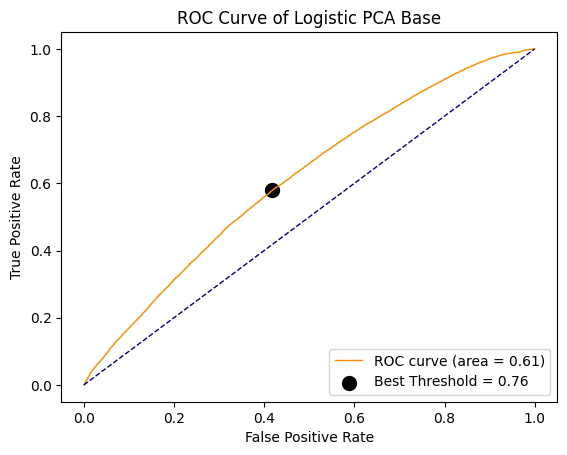 ROC Curve of Logistic PCA Base
1.0
0.8
0.6
0.4
0.2
0.0
True Positive Rate
ROC curve (area = 0.61)
Best Threshold = 0.76
0.0 0.2 0.4 0.6 0.8 1.0
False Positive Rate